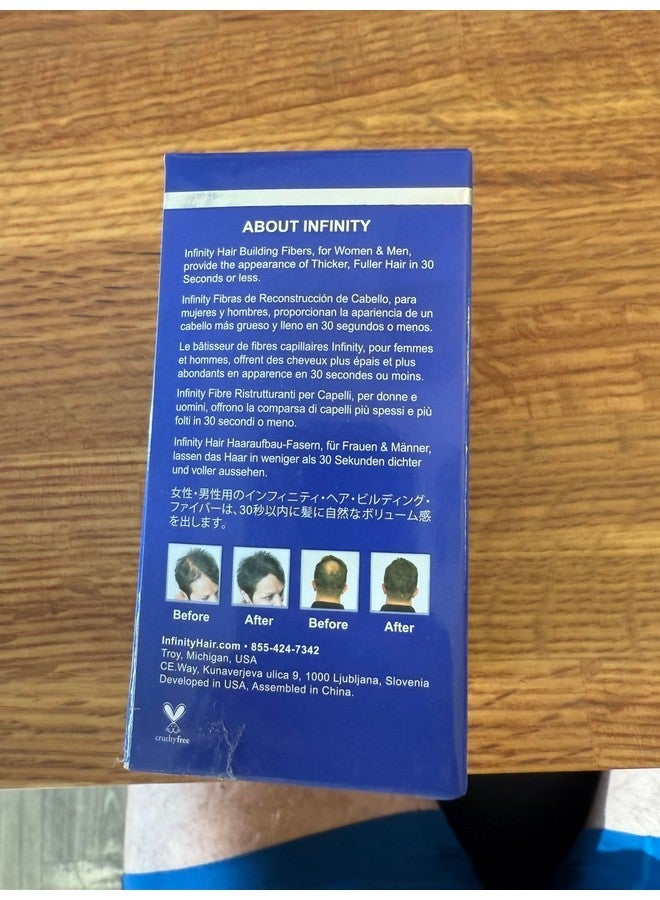 ABOUT INFINITY
Infinity Hair Building Fibers, for Women & Men,
provide the appearance of Thicker, Fuller Hair in 30
Seconds or less.
Infinity Fibras de Reconstrucción de Cabello, para
mujeres y hombres, proporcionan la apariencia de un
cabello más grueso y lleno en 30 segundos o menos.
Le bâtisseur de fibres capillaires Infinity, pour femmes
et hommes, offrent des cheveux plus épais et plus
abondants en apparence en 30 secondes ou moins.
Infinity Fibre Ristrutturanti per Capelli, per donne e
uomini, offrono la comparsa di capelli più spessi e più
folti in 30 secondi o meno.
Infinity Hair Haaraufbau-Fasern, für Frauen & Männer,
lassen das Haar in weniger als 30 Sekunden dichter
und voller aussehen.
女性・男性用のインフィニティ・ヘア・ビルディング・
ファイバーは、30秒以内に髪に自然なボリューム感
を出します。
Before After Before After
InfinityHair.com • 855-424-7342
Troy, Michigan, USA
CE.Way, Kunaverjeva ulica 9, 1000 Ljubljana, Slovenia
Developed in USA, Assembled in China.
crueltyfree